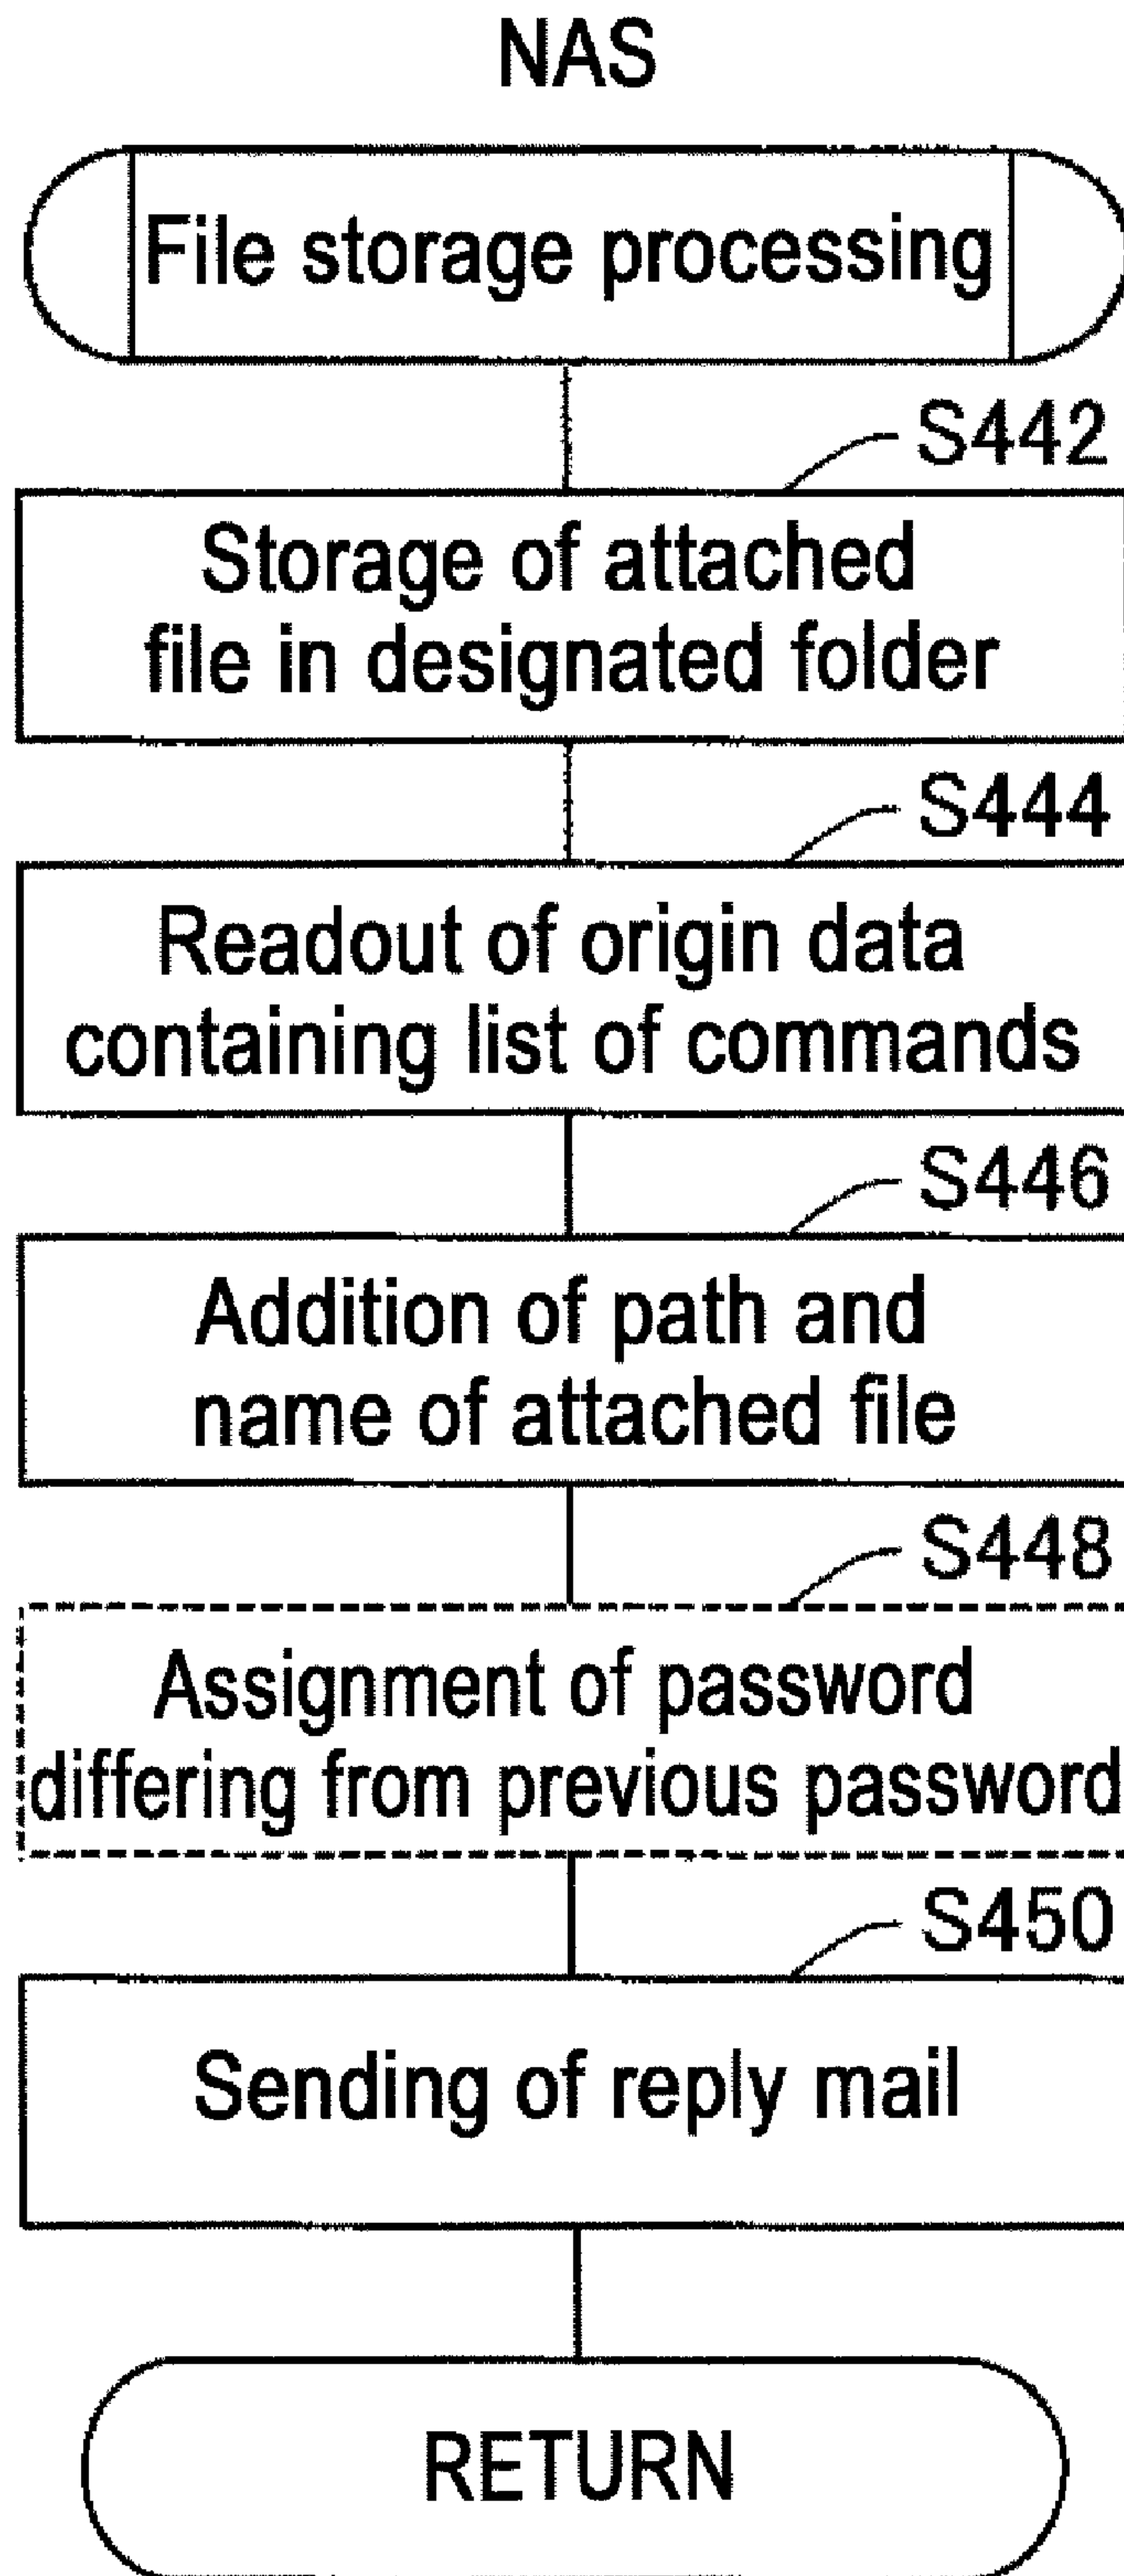 NAS
File storage processing
S442
Storage of attached
file in designated folder
S444
Readout of origin data
containing list of commands
S446
Addition of path and
name of attached file
S448
Assignment of password
differing from previous password
S450
Sending of reply mail
RETURN